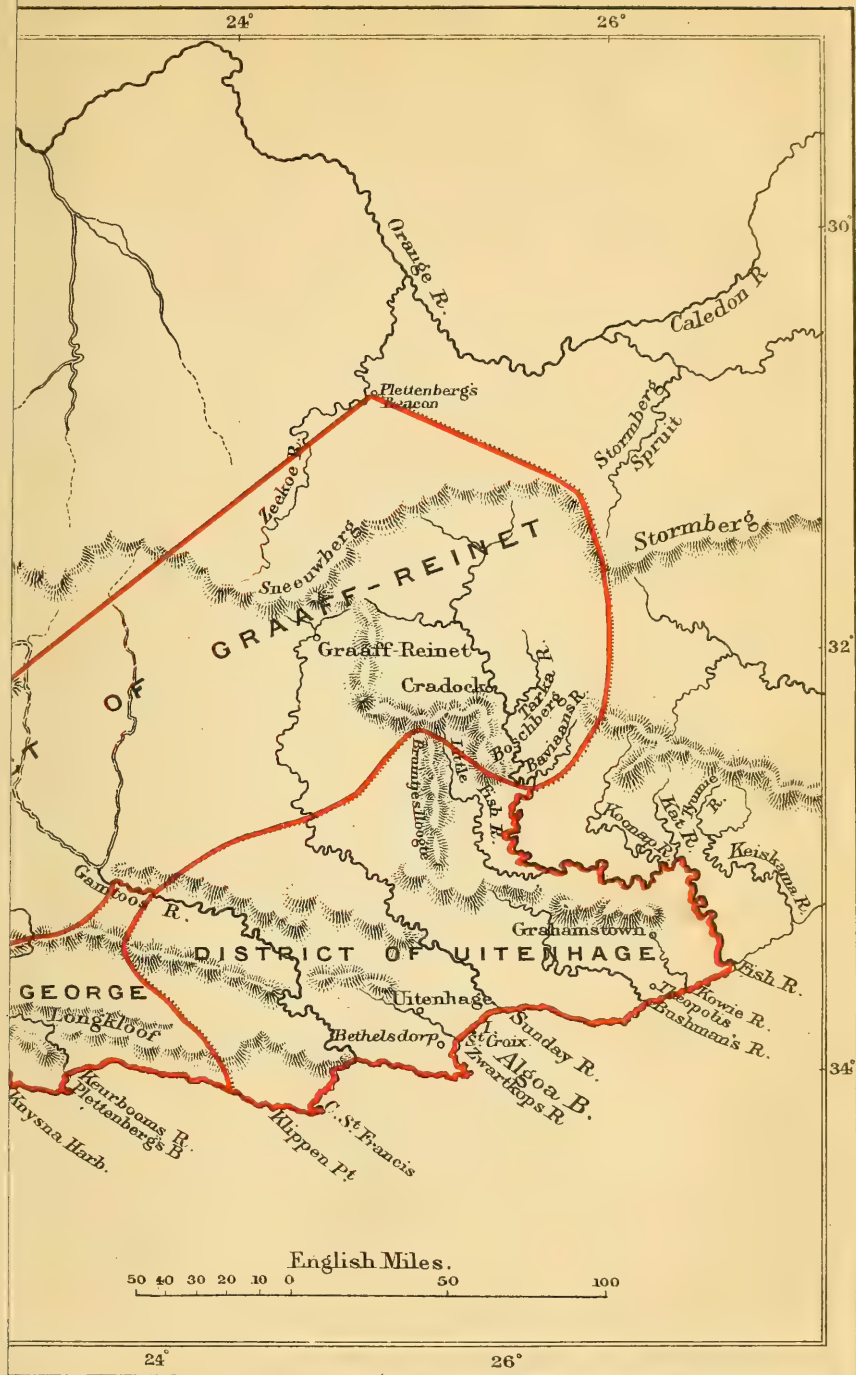 24°
26°
30°
Orange R.
Caledon R
Plettenberg's
Beacon
Stormberg
Spruit
Zeekoe R.
Stormberg
Sneeuwberg
GRAAFF-REINET
32°
Graaff-Reinet
Cradock
Tarka R.
Boschberg
Baviaans R.
OF
K
Little
Fish R.
Koonap R.
Kat R.
R.
Keiskama R.
Gamtoos R.
Grahamstown
DISTRICT OF UITENHAGE
Fish R.
GEORGE
Longkloof
Uitenhage
Kowie R.
Theopolis
Bushman's R.
Bethelsdorp
I.
St Croix
Sunday R.
Algoa B.
Zwartkops R
34°
Keurbooms R.
Plettenberg's B
Knysna Harb.
C. St Francis
Klippen Pt.
English Miles.
50 40 30 20 10 0 50 100
24°
26°